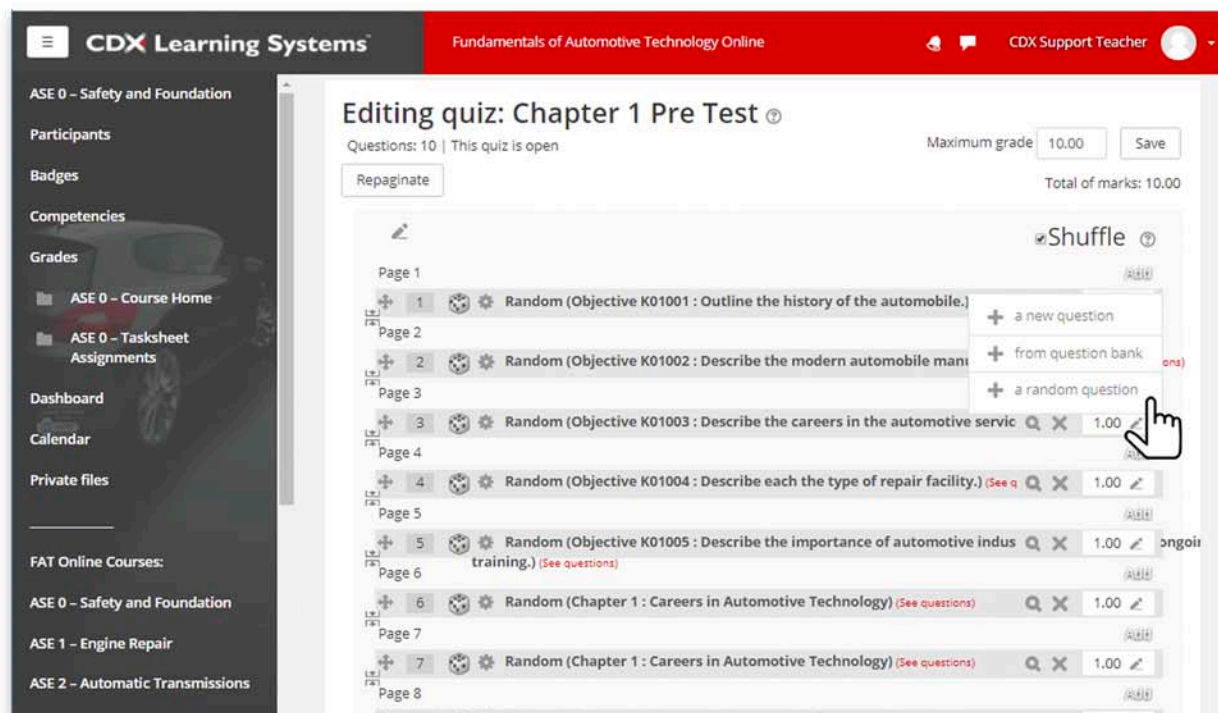 CDX Learning Systems
Fundamentals of Automotive Technology Online
CDX Support Teacher
ASE 0 – Safety and Foundation
Participants
Badges
Competencies
Grades
ASE 0 – Course Home
ASE 0 – Tasksheet
Assignments
Dashboard
Calendar
Private files
FAT Online Courses:
ASE 0 – Safety and Foundation
ASE 1 – Engine Repair
ASE 2 – Automatic Transmissions
Editing quiz: Chapter 1 Pre Test
Questions: 10 | This quiz is open
Maximum grade 10.00 Save
Repaginate
Total of marks: 10.00
Shuffle
Page 1
Add
1 Random (Objective K01001 : Outline the history of the automobile.)
a new question
from question bank
a random question
Page 2
2 Random (Objective K01002 : Describe the modern automobile manu ons)
Page 3
3 Random (Objective K01003 : Describe the careers in the automotive servic 1.00
Page 4
4 Random (Objective K01004 : Describe each the type of repair facility.) (See q 1.00
Page 5
Add
5 Random (Objective K01005 : Describe the importance of automotive indus 1.00 ongoin
training.) (See questions)
Page 6
Add
6 Random (Chapter 1 : Careers in Automotive Technology) (See questions) 1.00
Page 7
Add
7 Random (Chapter 1 : Careers in Automotive Technology) (See questions) 1.00
Page 8
Add